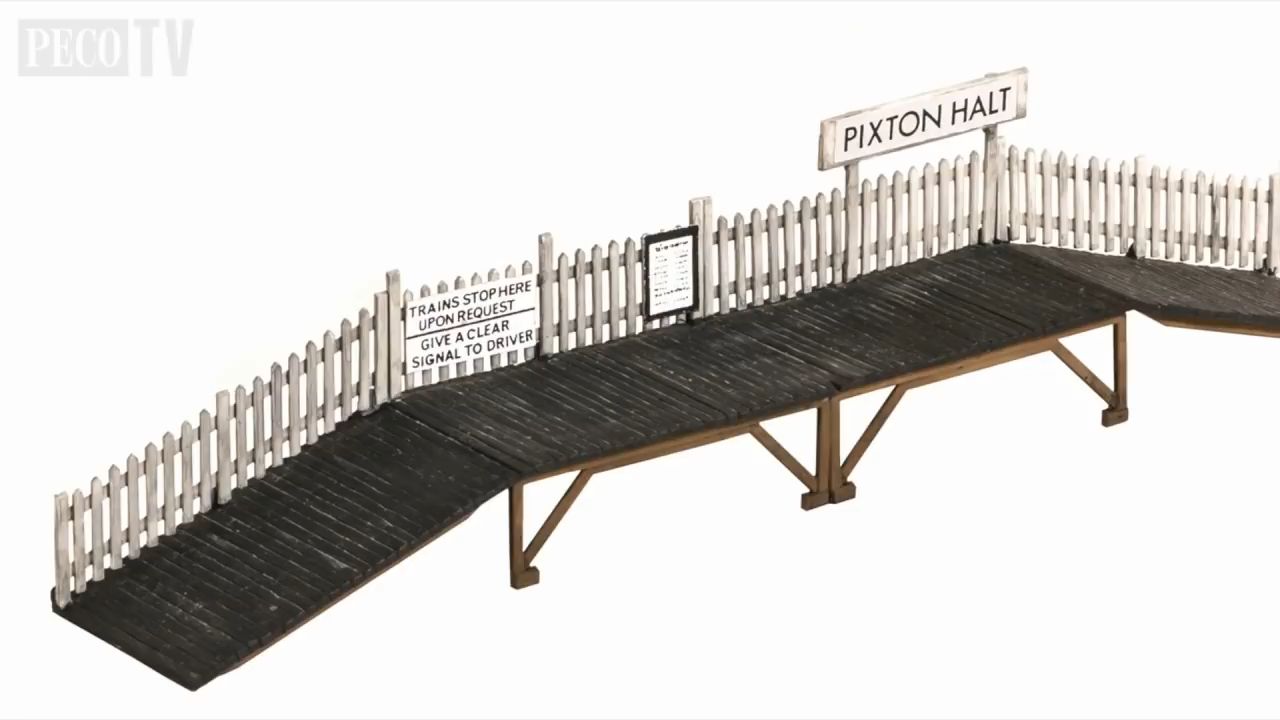 PECO TV
PIXTON HALT
TRAINS STOP HERE
UPON REQUEST
GIVE A CLEAR
SIGNAL TO DRIVER